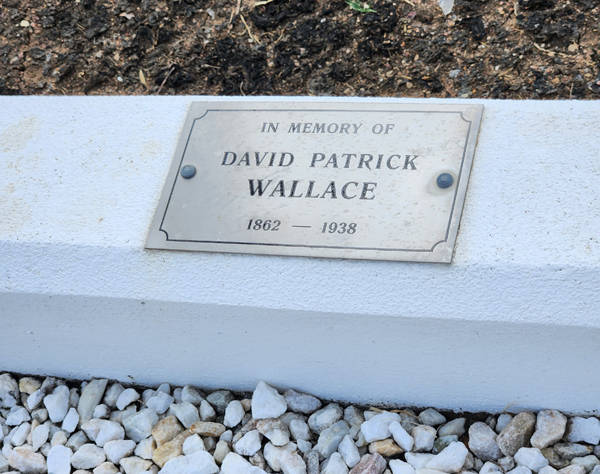 IN MEMORY OF
DAVID PATRICK
WALLACE
1862 — 1938